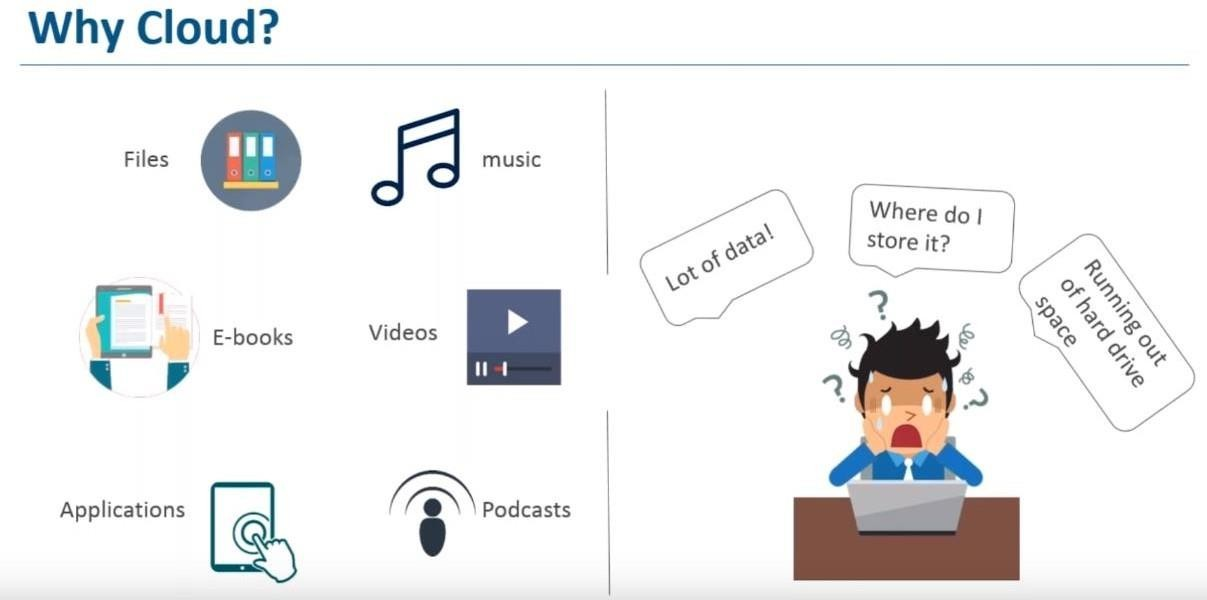 Why Cloud?
Files
music
E-books
Videos
Applications
Podcasts
Lot of data!
Where do I
store it?
Running out
of hard drive
space
?
?
?